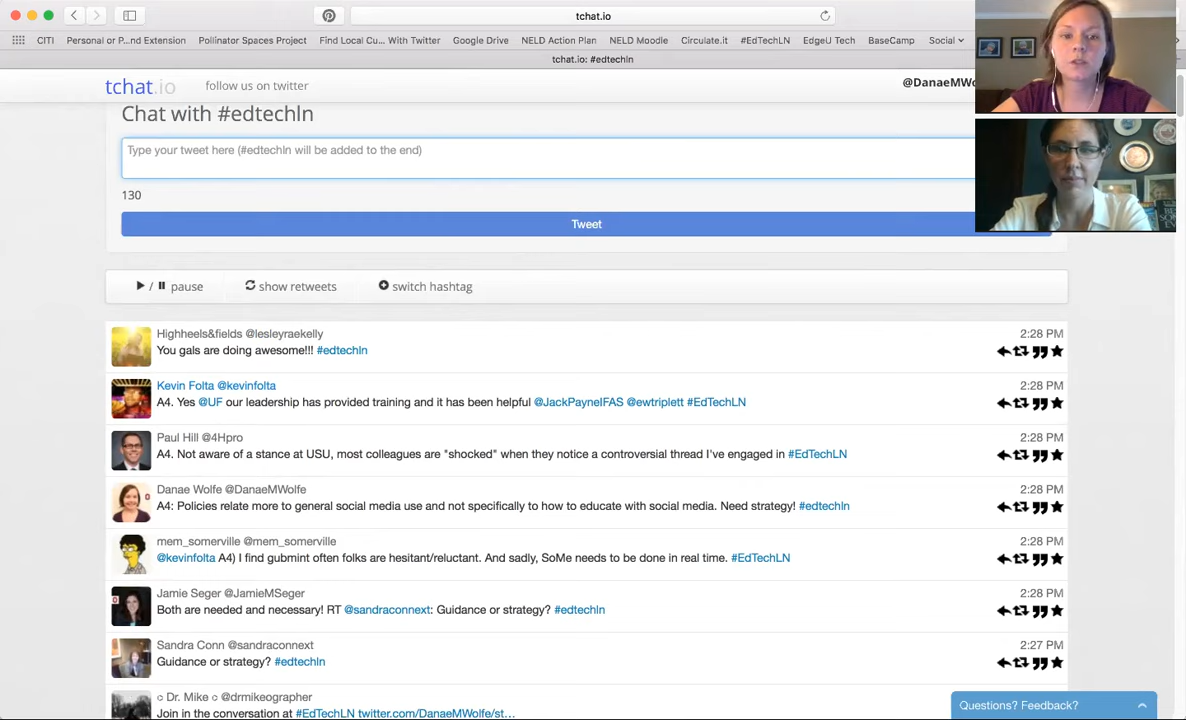 tchat.io
CITI Personal or P...nd Extension Pollinator Spaces Project Find Local Cu... With Twitter Google Drive NELD Action Plan NELD Moodle Circulate.it #EdTechLN EdgeU Tech BaseCamp Social
tchat.io: #edtechln
tchat.io follow us on twitter @DanaeMWo
Chat with #edtechln
Type your tweet here (#edtechln will be added to the end)
130
Tweet
/ pause show retweets switch hashtag
Highheels&fields @lesleyraekelly 2:28 PM
You gals are doing awesome!!! #edtechln
Kevin Folta @kevinfolta 2:28 PM
A4. Yes @UF our leadership has provided training and it has been helpful @JackPayneIFAS @ewtriplett #EdTechLN
Paul Hill @4Hpro 2:28 PM
A4. Not aware of a stance at USU, most colleagues are "shocked" when they notice a controversial thread I've engaged in #EdTechLN
Danae Wolfe @DanaeMWolfe 2:28 PM
A4: Policies relate more to general social media use and not specifically to how to educate with social media. Need strategy! #edtechln
mem_somerville @mem_somerville 2:28 PM
@kevinfolta A4) I find gubmint often folks are hesitant/reluctant. And sadly, SoMe needs to be done in real time. #EdTechLN
Jamie Seger @JamieMSeger 2:28 PM
Both are needed and necessary! RT @sandraconnext: Guidance or strategy? #edtechln
Sandra Conn @sandraconnext 2:27 PM
Guidance or strategy? #edtechln
Dr. Mike @drmikeographer
Join in the conversation at #EdTechLN twitter.com/DanaeMWolfe/st…
Questions? Feedback?